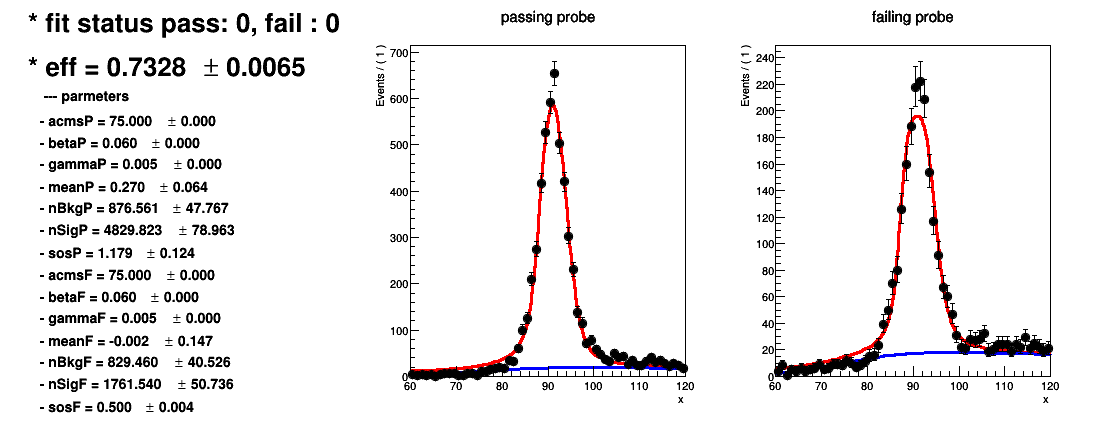 * fit status pass: 0, fail : 0
* eff = 0.7328 ± 0.0065
--- parmeters
- acmsP = 75.000 ± 0.000
- betaP = 0.060 ± 0.000
- gammaP = 0.005 ± 0.000
- meanP = 0.270 ± 0.064
- nBkgP = 876.561 ± 47.767
- nSigP = 4829.823 ± 78.963
- sosP = 1.179 ± 0.124
- acmsF = 75.000 ± 0.000
- betaF = 0.060 ± 0.000
- gammaF = 0.005 ± 0.000
- meanF = -0.002 ± 0.147
- nBkgF = 829.460 ± 40.526
- nSigF = 1761.540 ± 50.736
- sosF = 0.500 ± 0.004
passing probe
Events / ( 1 )
700
600
500
400
300
200
100
0
60 70 80 90 100 110 120
x
failing probe
Events / ( 1 )
240
220
200
180
160
140
120
100
80
60
40
20
0
60 70 80 90 100 110 120
x